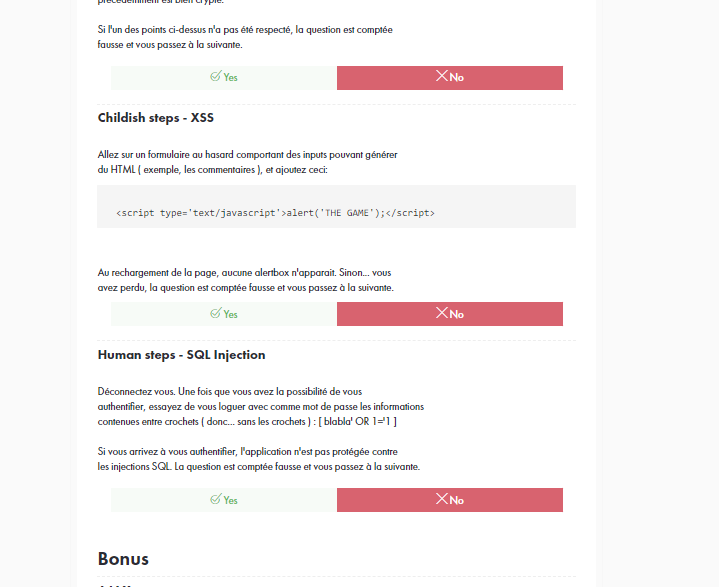 précédemment est bien crypté.
Si l'un des points ci-dessus n'a pas été respecté, la question est comptée
fausse et vous passez à la suivante.
Yes
No
Childish steps - XSS
Allez sur un formulaire au hasard comportant des inputs pouvant générer
du HTML ( exemple, les commentaires ), et ajoutez ceci:
<script type='text/javascript'>alert('THE GAME');</script>
Au rechargement de la page, aucune alertbox n'apparait. Sinon... vous
avez perdu, la question est comptée fausse et vous passez à la suivante.
Yes
No
Human steps - SQL Injection
Déconnectez vous. Une fois que vous avez la possibilité de vous
authentifier, essayez de vous loguer avec comme mot de passe les informations
contenues entre crochets ( donc... sans les crochets ) : [ blabla' OR 1='1 ]
Si vous arrivez à vous authentifier, l'application n'est pas protégée contre
les injections SQL. La question est comptée fausse et vous passez à la suivante.
Yes
No
Bonus